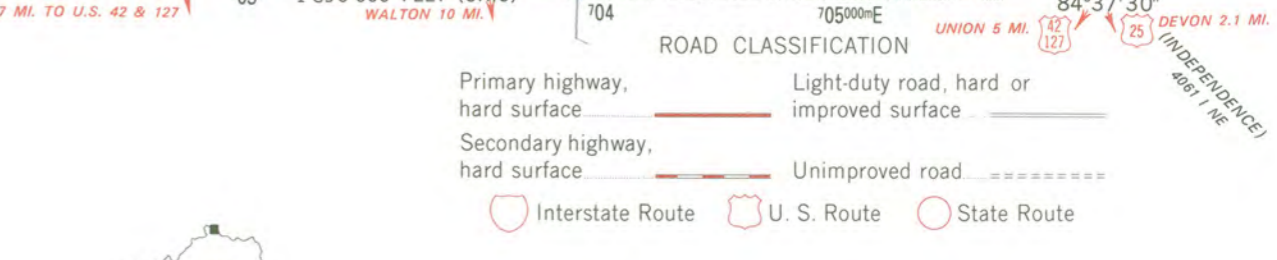 7 MI. TO U.S. 42 & 127
WALTON 10 MI.
704
705000mE
84°37'30"
UNION 5 MI.
42
127
25
DEVON 2.1 MI.
(INDEPENDENCE)
4061 I NE
ROAD CLASSIFICATION
Primary highway,
hard surface
Light-duty road, hard or
improved surface
Secondary highway,
hard surface
Unimproved road
Interstate Route
U. S. Route
State Route